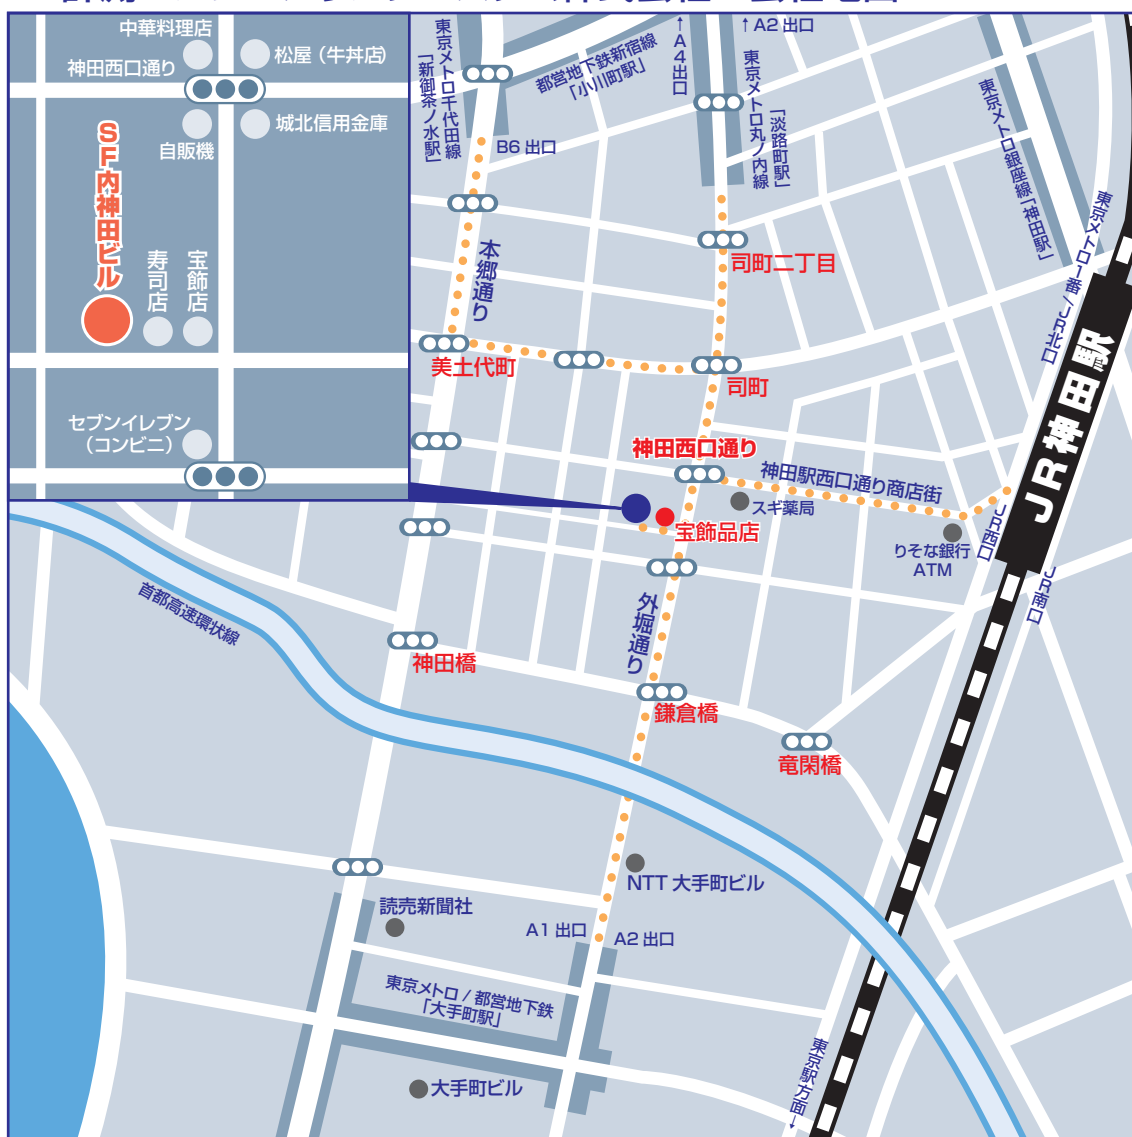 中華料理店
松屋（牛丼店）
神田西口通り
城北信用金庫
自販機
SF内神田ビル
寿司店
宝飾店
セブンイレブン
（コンビニ）
東京メトロ千代田線
「新御茶ノ水駅」
都営地下鉄新宿線
「小川町駅」
↑A4出口
↑A2出口
東京メトロ丸ノ内線
「淡路町駅」
東京メトロ銀座線「神田駅」
B6出口
東京メトロ1番/JR北口
本郷通り
司町二丁目
美土代町
司町
JR神田駅
神田西口通り
神田駅西口通り商店街
スギ薬局
宝飾品店
りそな銀行
ATM
JR西口
JR南口
首都高速環状線
外堀通り
神田橋
鎌倉橋
竜閑橋
NTT大手町ビル
読売新聞社
A1出口
A2出口
東京メトロ/都営地下鉄
「大手町駅」
大手町ビル
東京駅方面→